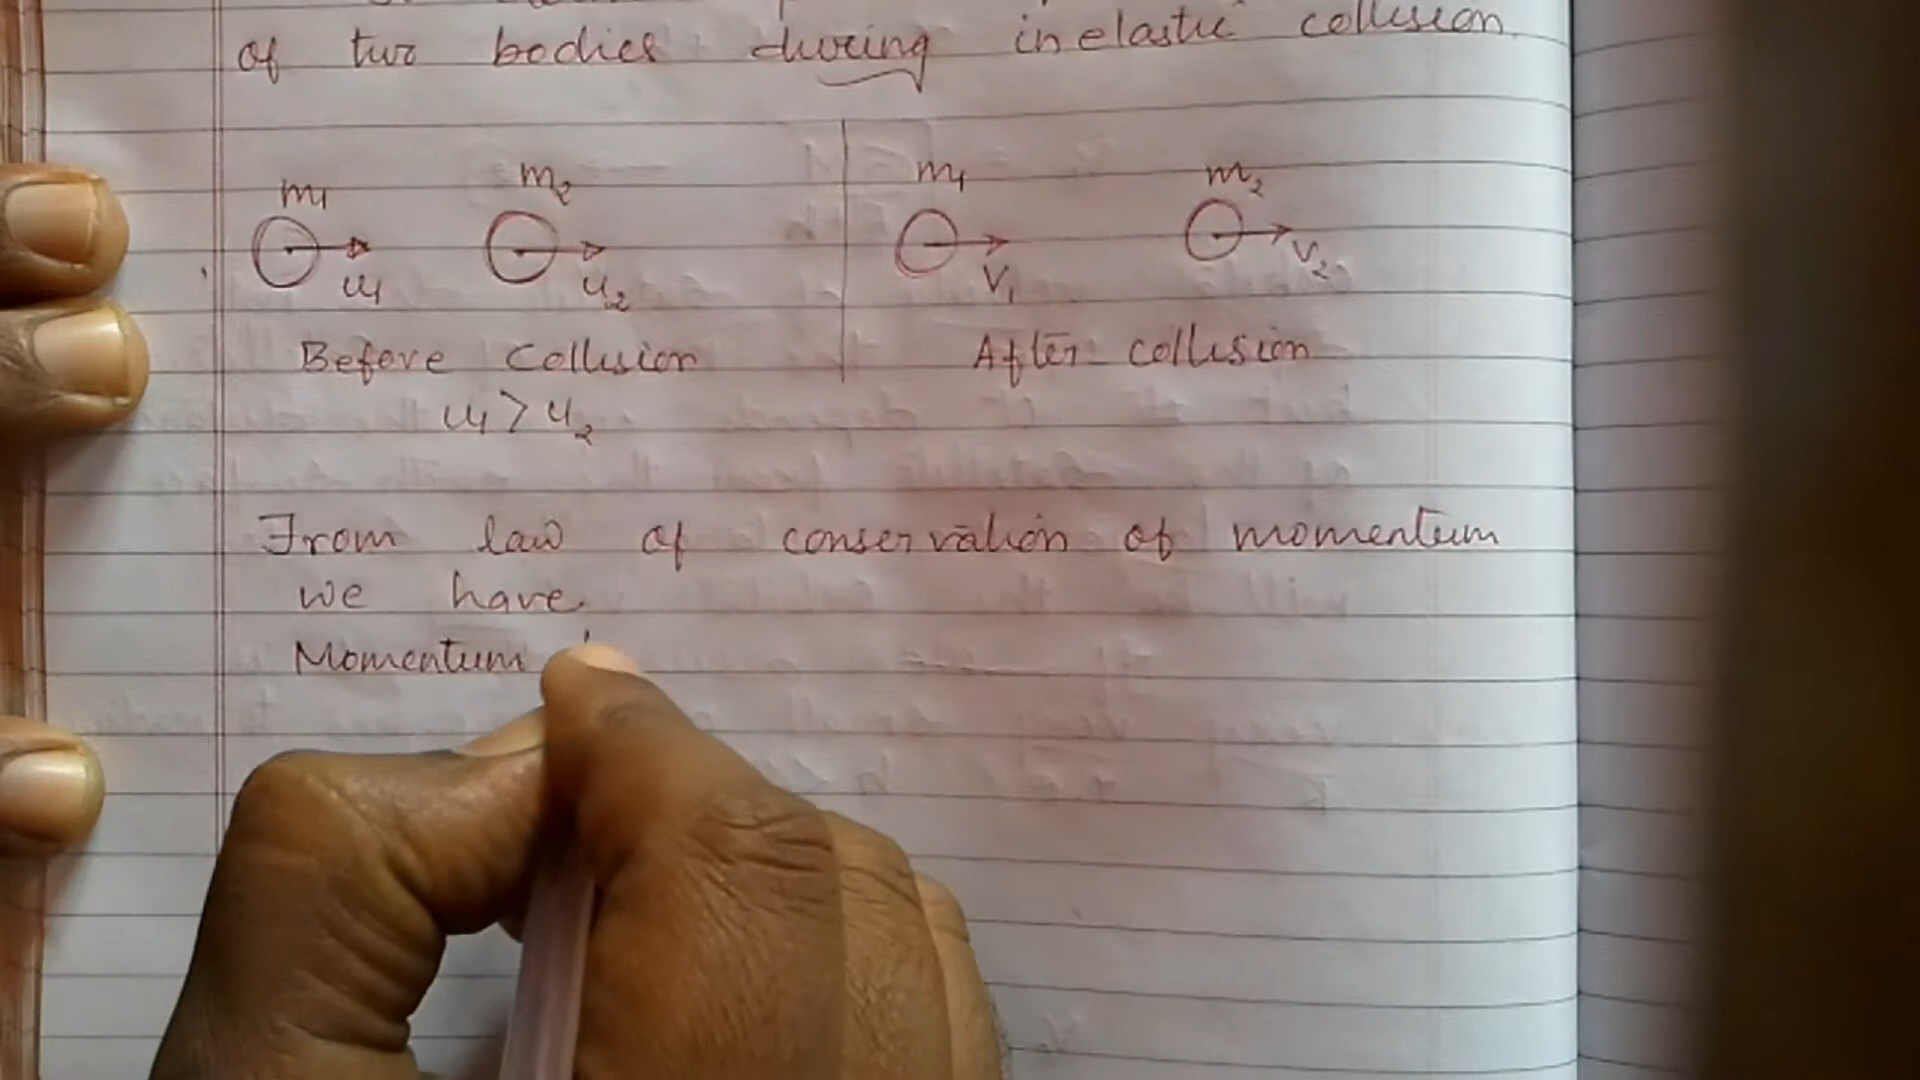 of two bodies during inelastic collision.
m1 m2 m1 m2
u1 u2 V1 V2
Before Collision After collision
u1 > u2
From law of conservation of momentum
we have
Momentum